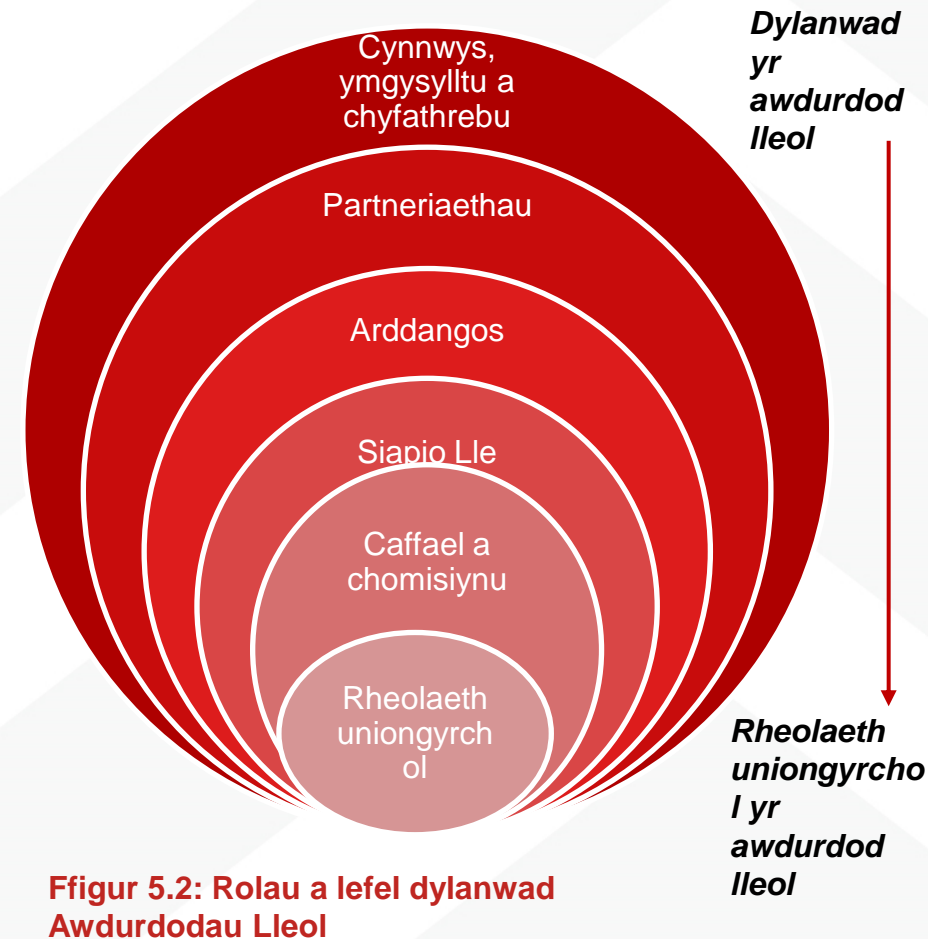 Cynnwys,
ymgysylltu a
chyfathrebu
Partneriaethau
Arddangos
Siapio Lle
Caffael a
chomisiynu
Rheolaeth
uniongyrch
ol
Dylanwad
yr
awdurdod
lleol
Rheolaeth
uniongyrcho
l yr
awdurdod
lleol
Ffigur 5.2: Rolau a lefel dylanwad
Awdurdodau Lleol